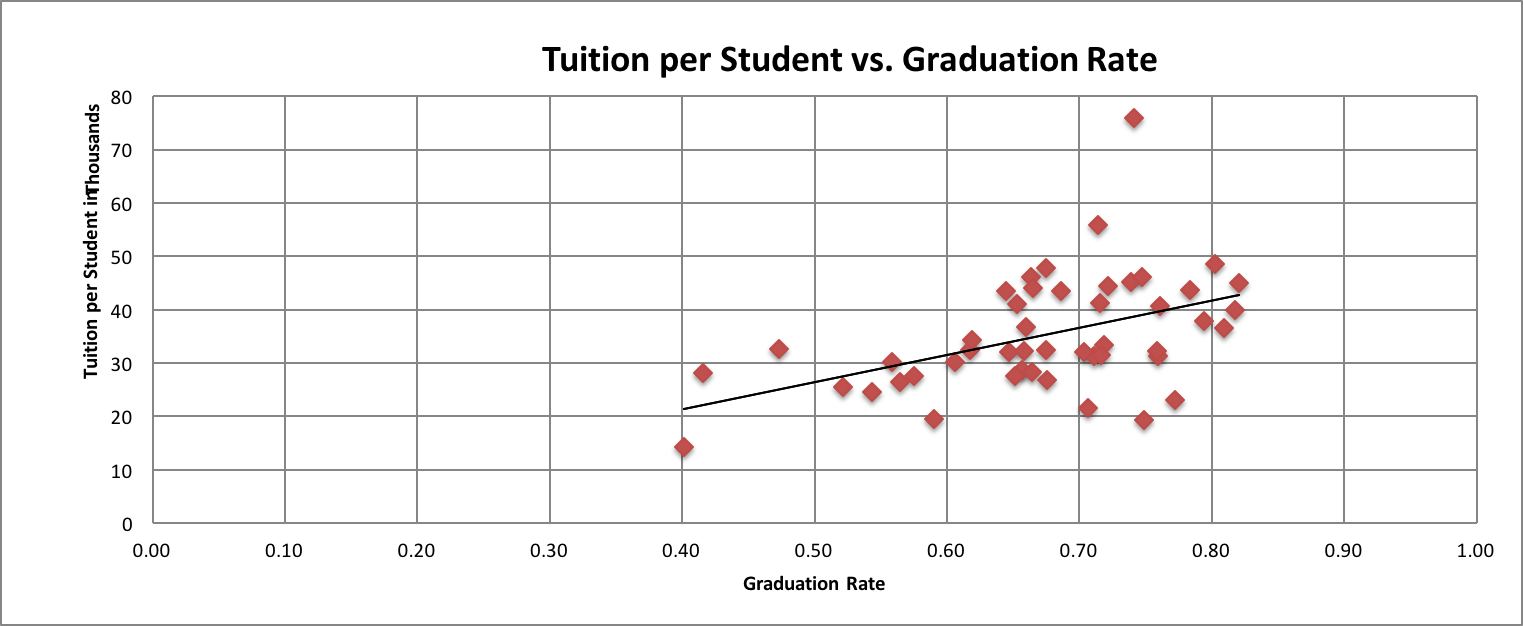 Tuition per Student vs. Graduation Rate
Tuition per Student in Thousands
80
70
60
50
40
30
20
10
0
0.00 0.10 0.20 0.30 0.40 0.50 0.60 0.70 0.80 0.90 1.00
Graduation Rate